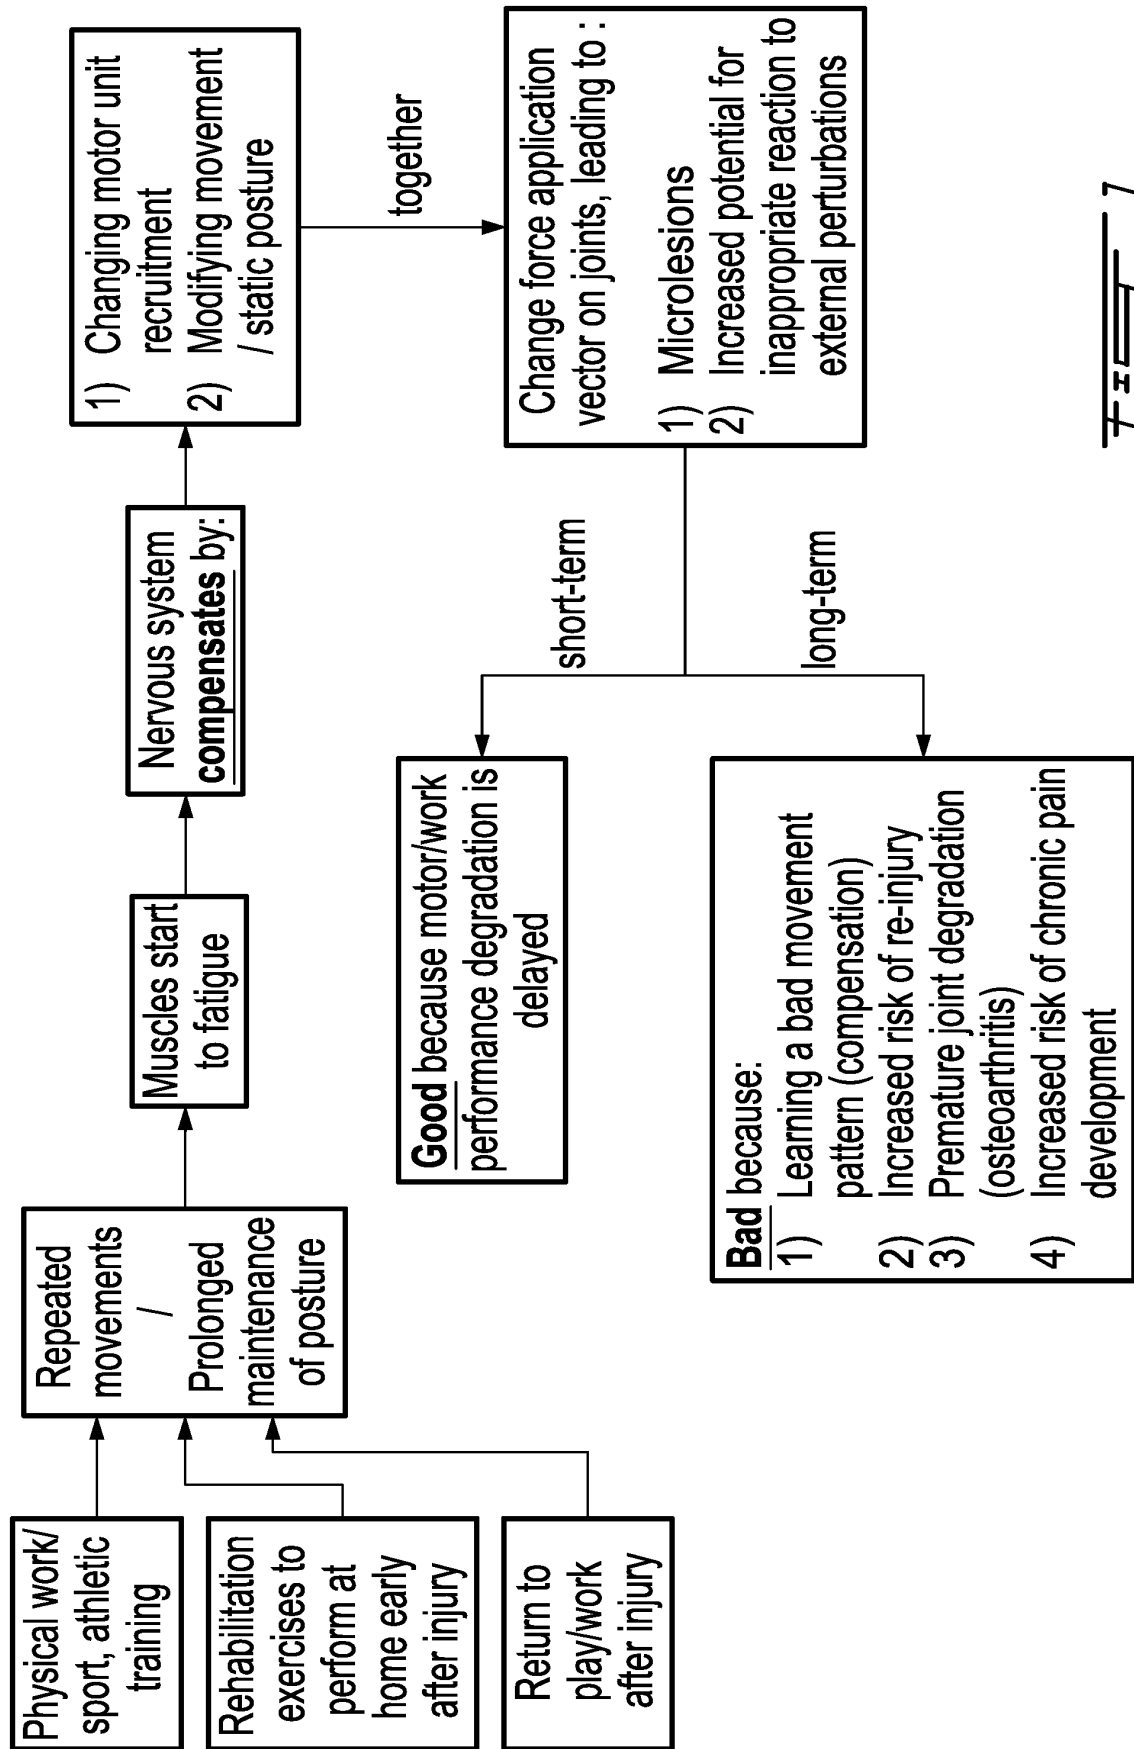 Physical work/
sport, athletic
training
Rehabilitation
exercises to
perform at
home early
after injury
Return to
play/work
after injury
Repeated
movements
/
Prolonged
maintenance
of posture
Muscles start
to fatigue
Nervous system
compensates by:
1) Changing motor unit
recruitment
2) Modifying movement
/ static posture
together
Change force application
vector on joints, leading to :
1) Microlesions
2) Increased potential for
inappropriate reaction to
external perturbations
short-term
long-term
Good because motor/work
performance degradation is
delayed
Bad because:
1) Learning a bad movement
pattern (compensation)
2) Increased risk of re-injury
3) Premature joint degradation
(osteoarthritis)
4) Increased risk of chronic pain
development